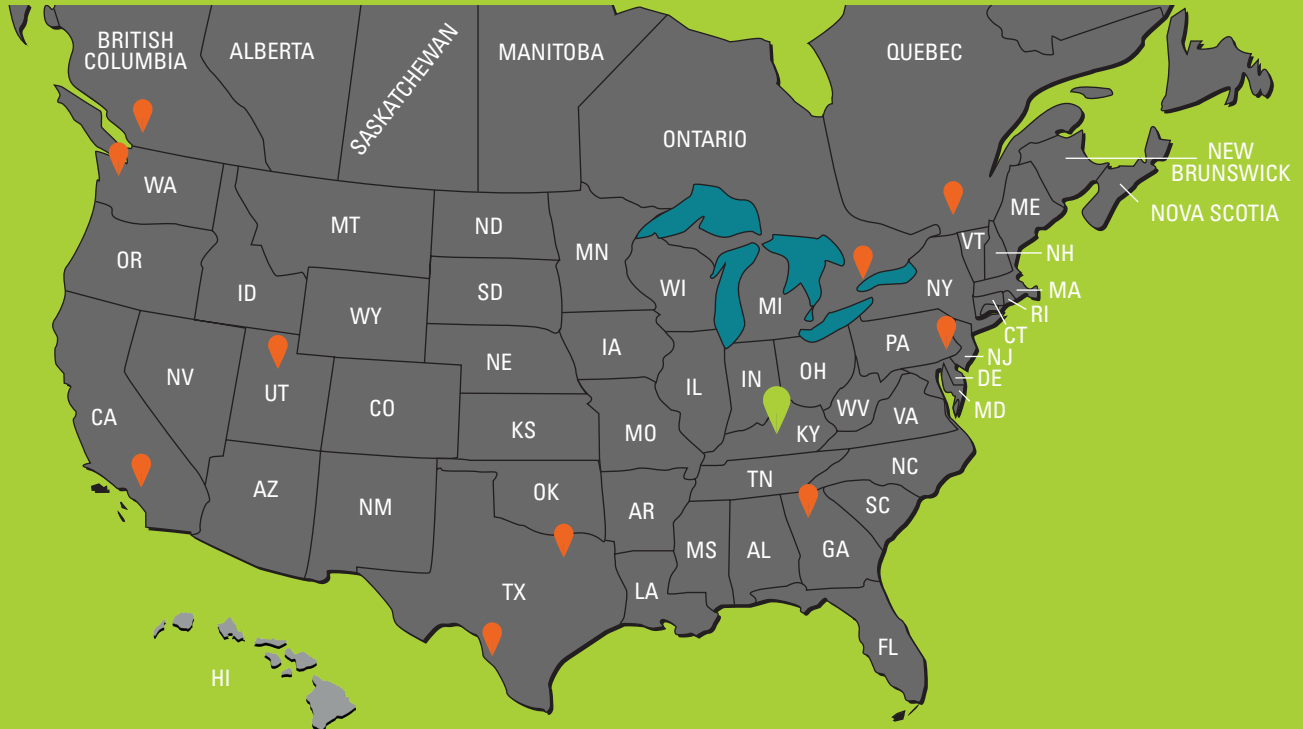 BRITISH
COLUMBIA
ALBERTA
SASKATCHEWAN
MANITOBA
ONTARIO
QUEBEC
NEW
BRUNSWICK
NOVA SCOTIA
WA
MT
ND
MN
ME
VT
NH
OR
ID
SD
WI
MI
NY
MA
RI
CT
WY
NE
IA
PA
NJ
DE
MD
NV
UT
CO
IL
IN
OH
WV
VA
CA
KS
MO
KY
NC
AZ
NM
OK
AR
TN
SC
MS
AL
GA
TX
LA
FL
HI